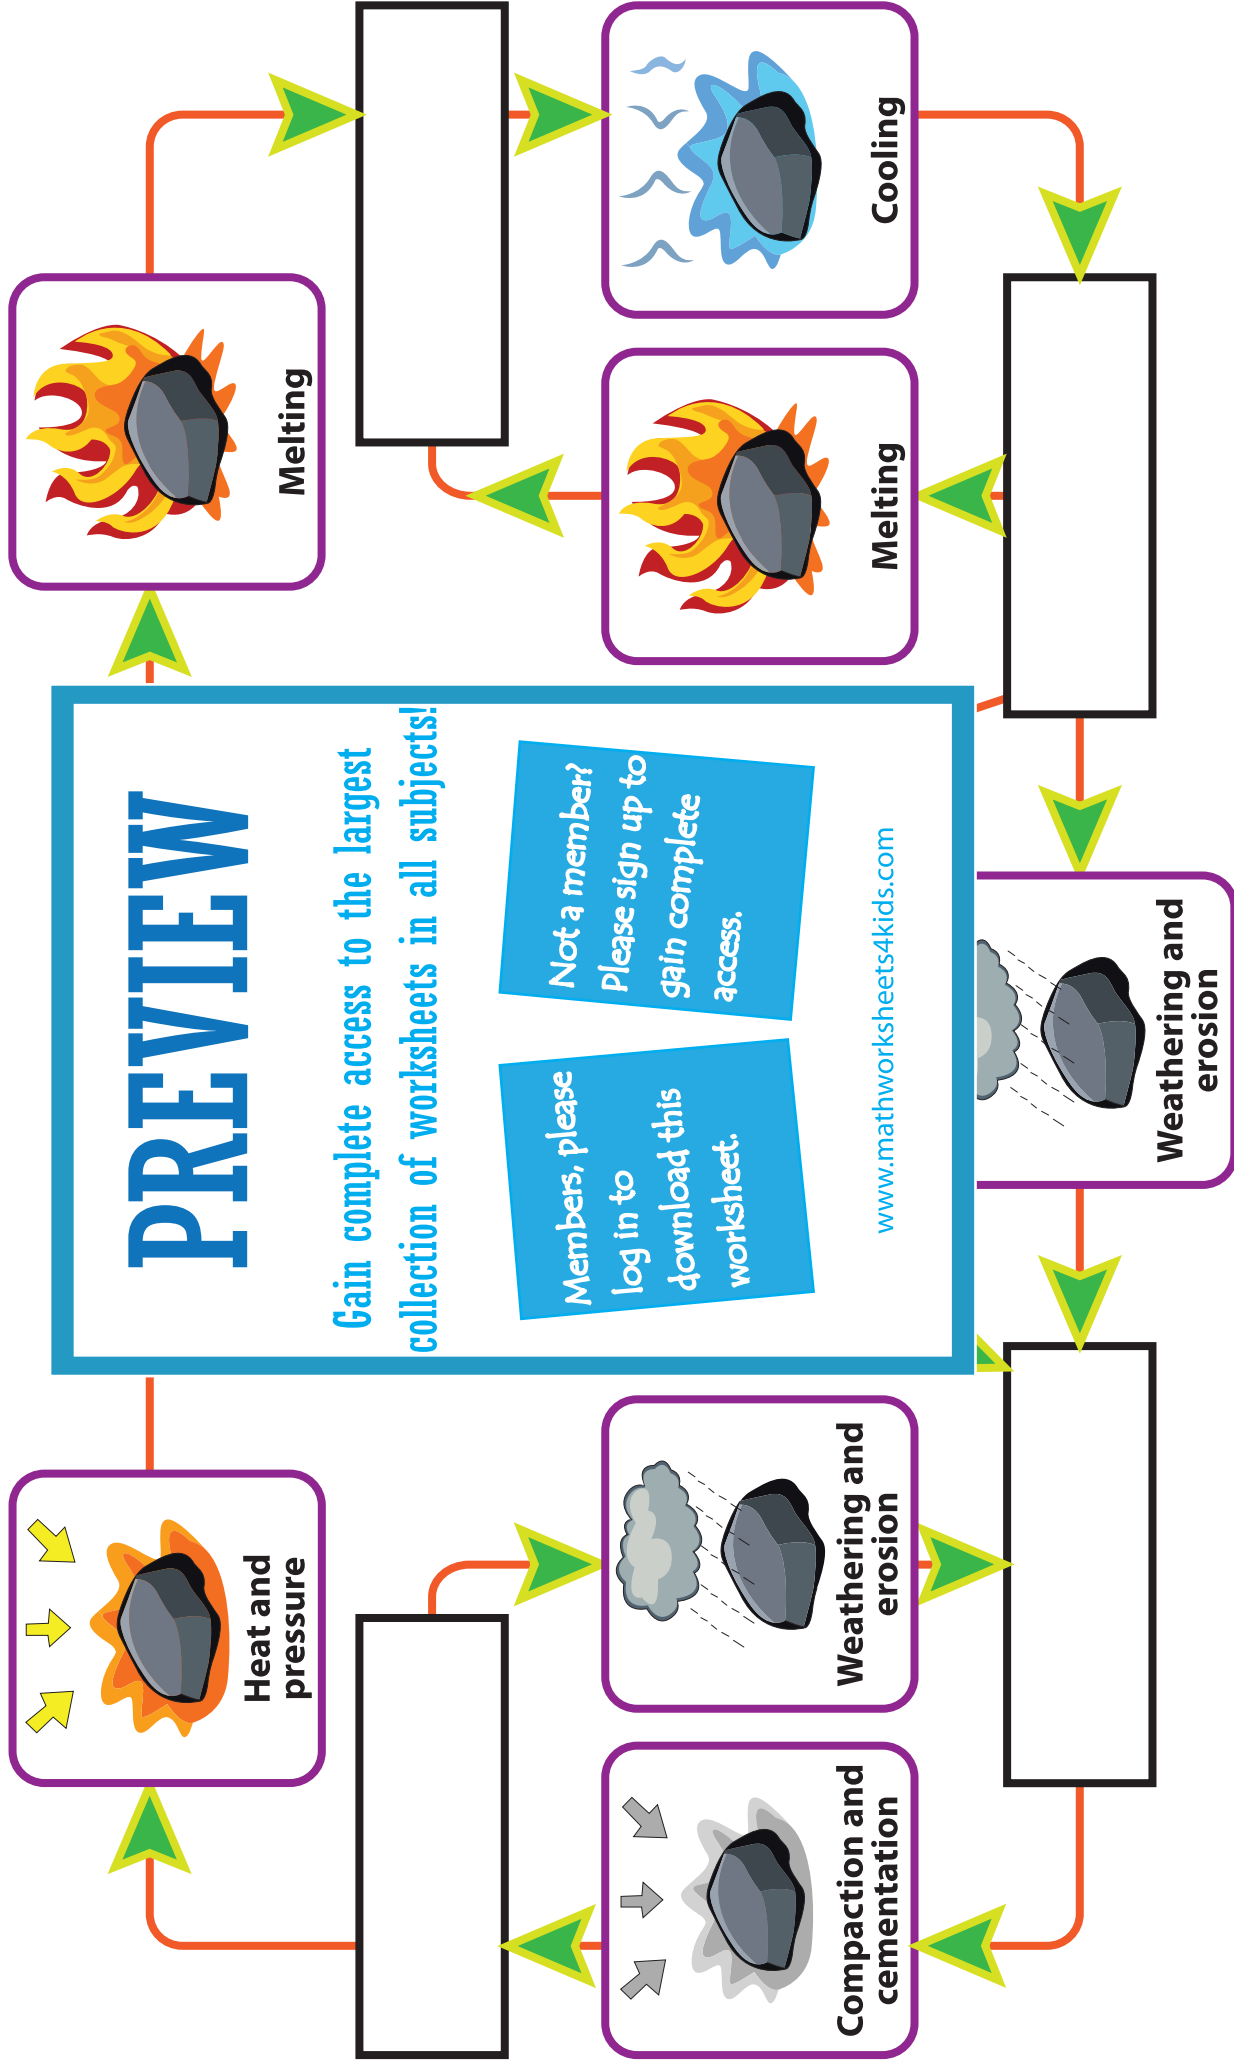 Heat and
pressure
PREVIEW
Gain complete access to the largest
collection of worksheets in all subjects!
Members, please
log in to
download this
worksheet.
Not a member?
Please sign up to
gain complete
access.
www.mathworksheets4kids.com
Melting
Compaction and
cementation
Weathering and
erosion
Melting
Cooling
Weathering and
erosion